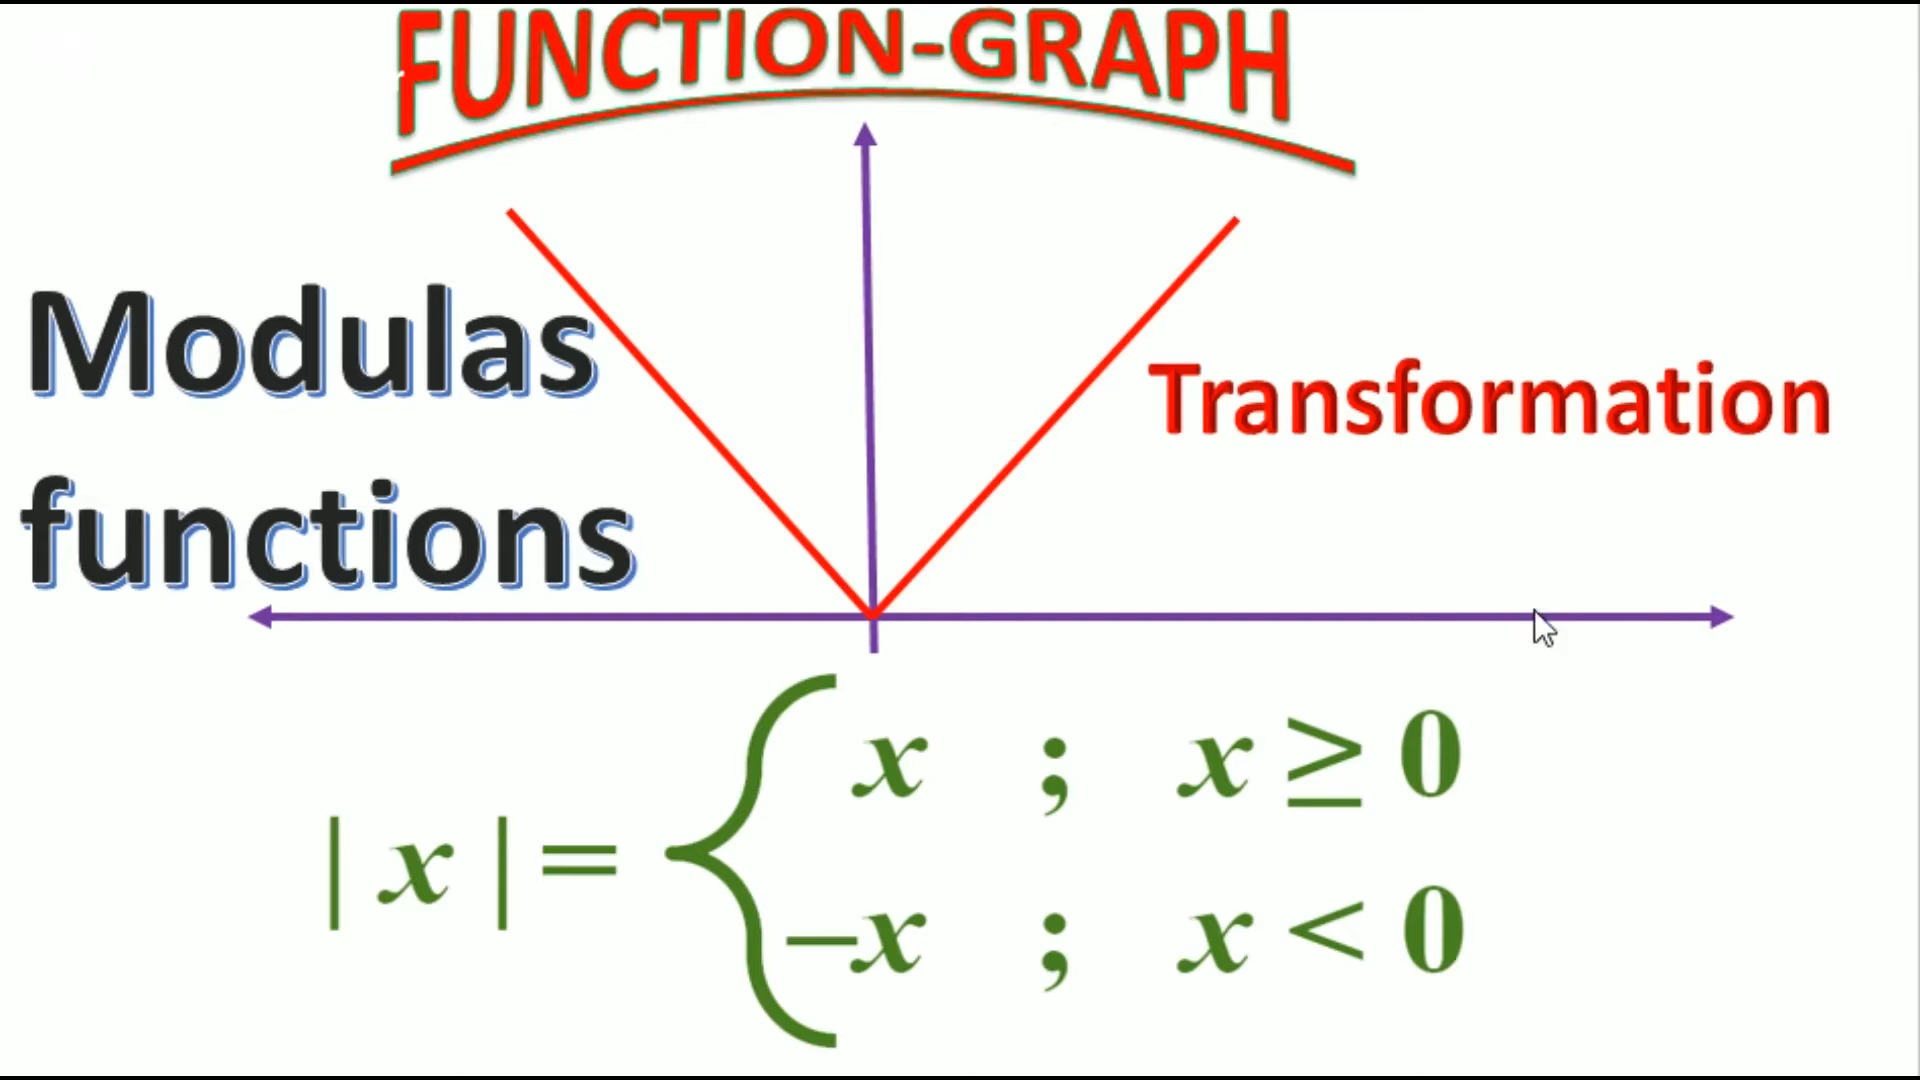 FUNCTION-GRAPH
Modulas
functions
Transformation
| x | = { x ; x ≥ 0
–x ; x < 0